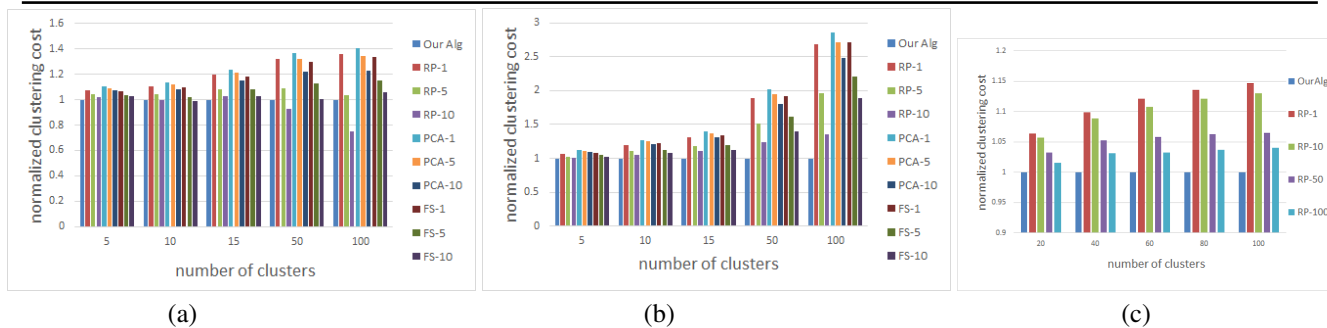 1.6
1.4
1.2
1
0.8
0.6
0.4
0.2
0
normalized clustering cost
5 10 15 50 100
number of clusters
Our Alg
RP-1
RP-5
RP-10
PCA-1
PCA-5
PCA-10
FS-1
FS-5
FS-10
(a)
3
2.5
2
1.5
1
0.5
0
normalized clustering cost
5 10 15 50 100
number of clusters
Our Alg
RP-1
RP-5
RP-10
PCA-1
PCA-5
PCA-10
FS-1
FS-5
FS-10
(b)
1.2
1.15
1.1
1.05
1
0.95
0.9
normalized clustering cost
20 40 60 80 100
number of clusters
OurAlg
RP-1
RP-10
RP-50
RP-100
(c)